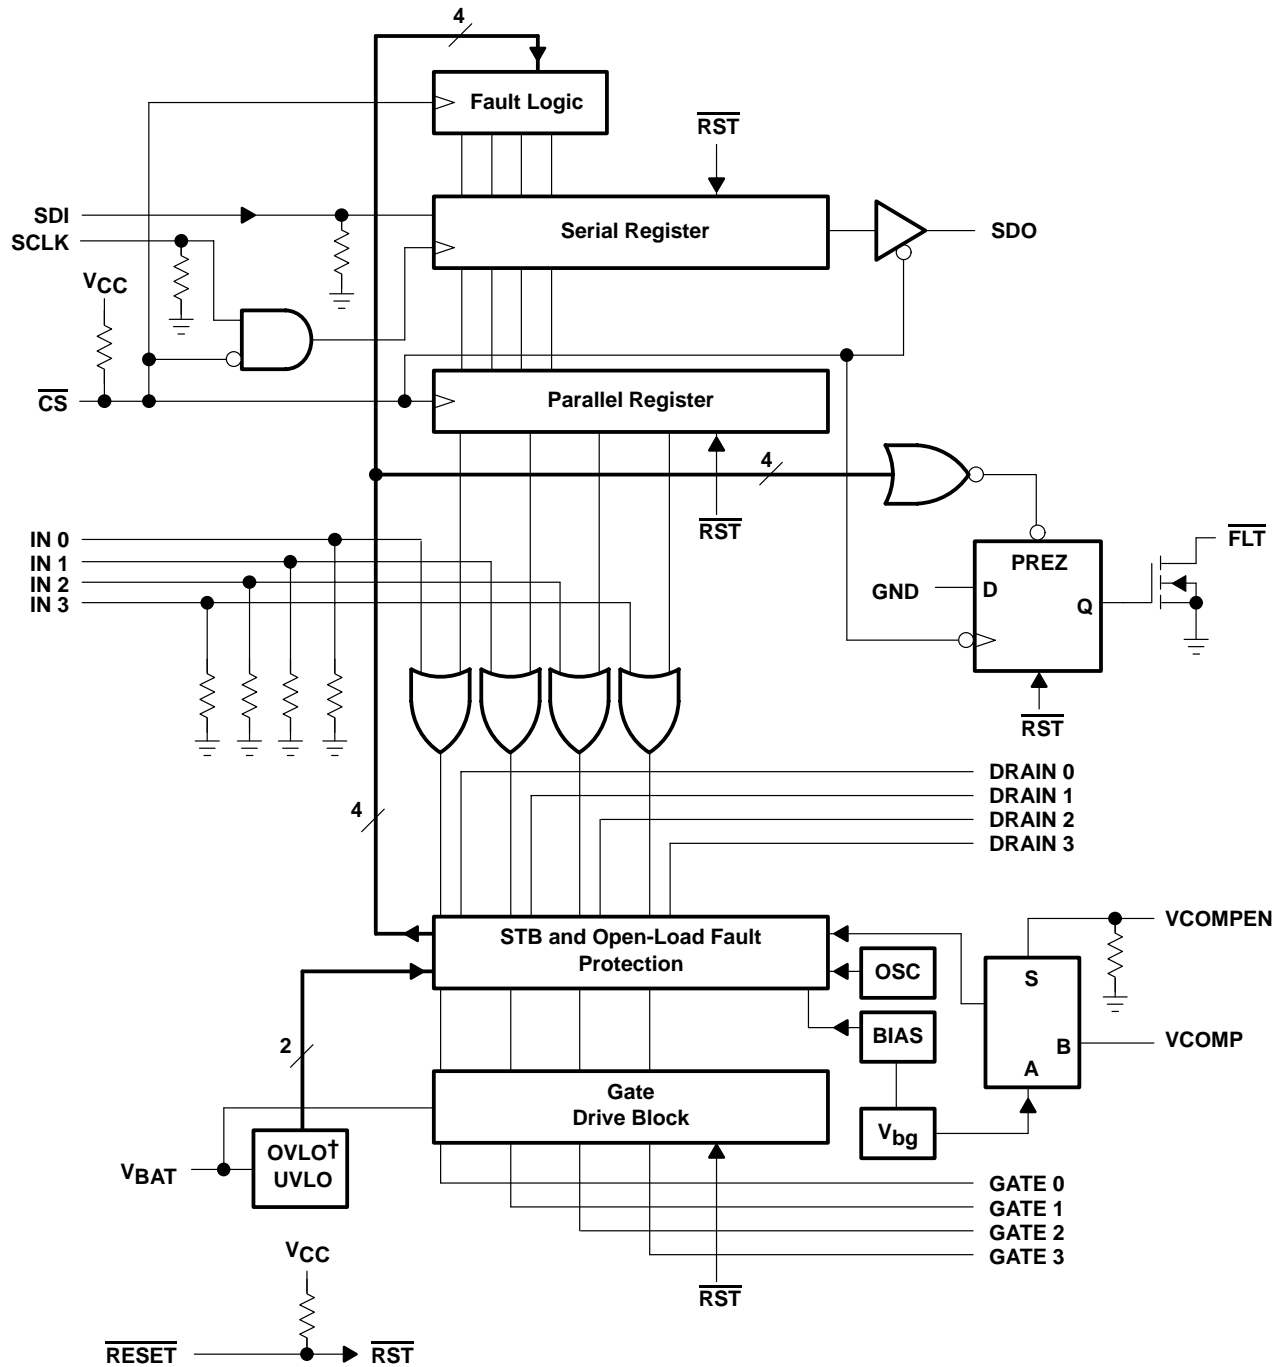 4
Fault Logic
RST
SDI
SCLK
Serial Register
SDO
VCC
CS
Parallel Register
4
RST
IN 0
IN 1
IN 2
IN 3
FLT
PREZ
GND
D
Q
RST
DRAIN 0
DRAIN 1
DRAIN 2
DRAIN 3
4
STB and Open-Load Fault
Protection
VCOMPEN
OSC
S
2
BIAS
B
VCOMP
A
Gate
Drive Block
Vbg
OVLO†
UVLO
VBAT
GATE 0
GATE 1
GATE 2
GATE 3
VCC
RST
RESET
RST